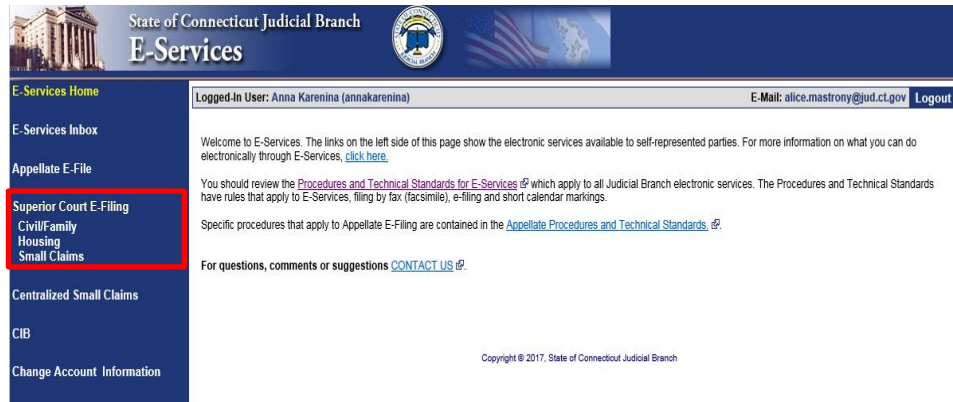 State of Connecticut Judicial Branch
E-Services
E-Services Home
E-Services Inbox
Appellate E-File
Superior Court E-Filing
Civil/Family
Housing
Small Claims
Centralized Small Claims
CIB
Change Account Information
Logged-In User: Anna Karenina (annakarenina) E-Mail: alice.mastrony@jud.ct.gov Logout
Welcome to E-Services. The links on the left side of this page show the electronic services available to self-represented parties. For more information on what you can do
electronically through E-Services, click here.
You should review the Procedures and Technical Standards for E-Services which apply to all Judicial Branch electronic services. The Procedures and Technical Standards
have rules that apply to E-Services, filing by fax (facsimile), e-filing and short calendar markings.
Specific procedures that apply to Appellate E-Filing are contained in the Appellate Procedures and Technical Standards. .
For questions, comments or suggestions CONTACT US .
Copyright © 2017, State of Connecticut Judicial Branch